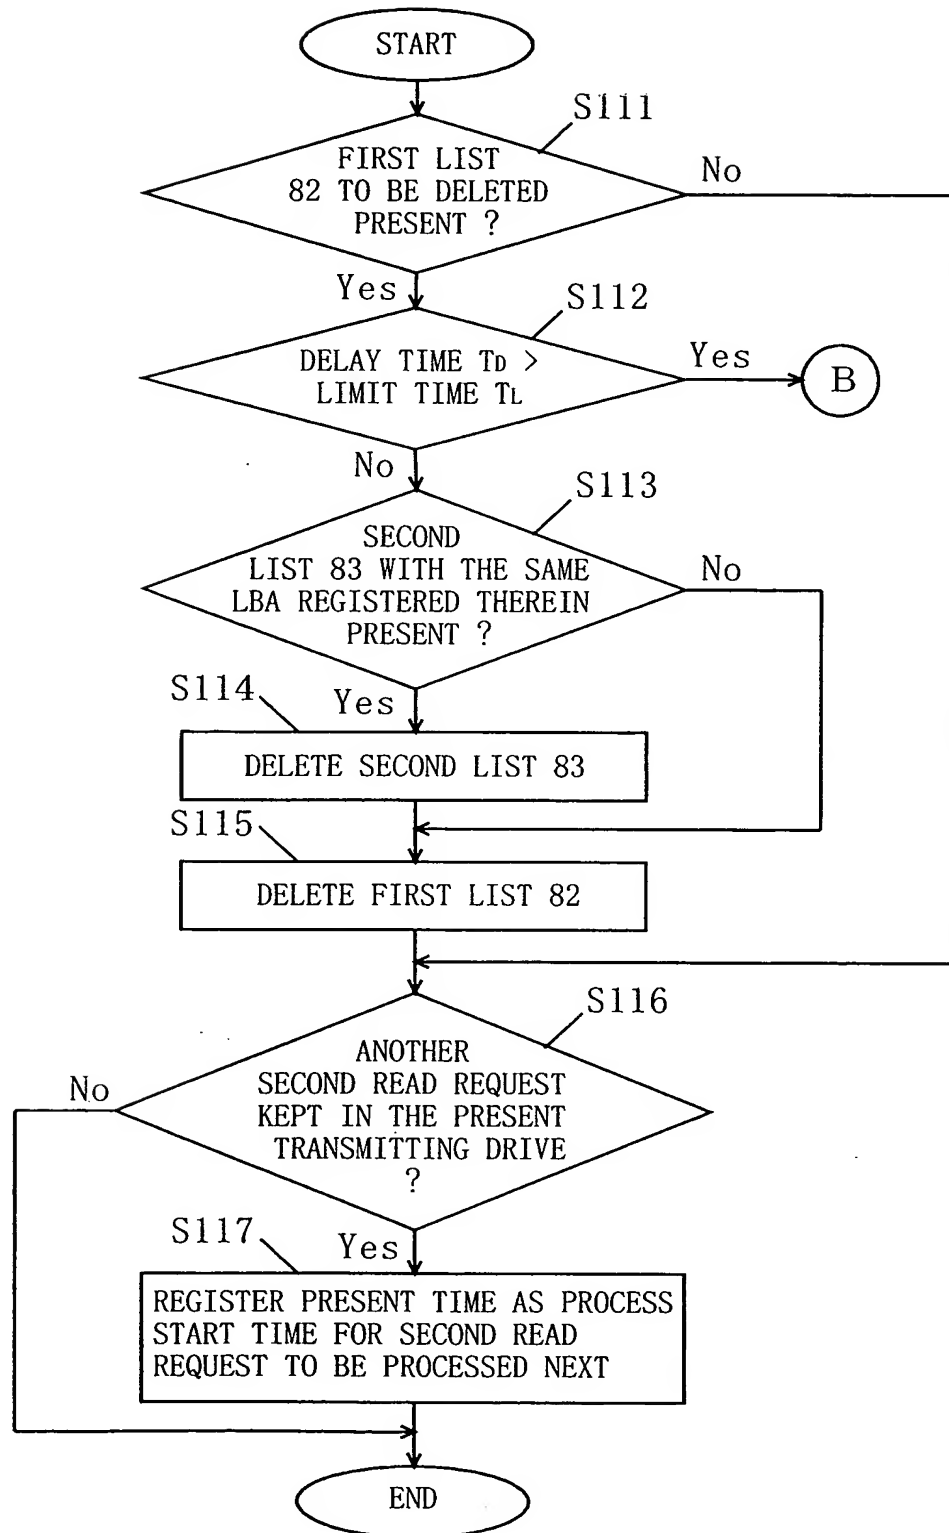 START
S111
FIRST LIST
82 TO BE DELETED
PRESENT ?
No
Yes
S112
DELAY TIME TD >
LIMIT TIME TL
Yes
B
No
S113
SECOND
LIST 83 WITH THE SAME
LBA REGISTERED THEREIN
PRESENT ?
No
Yes
S114
DELETE SECOND LIST 83
S115
DELETE FIRST LIST 82
S116
ANOTHER
SECOND READ REQUEST
KEPT IN THE PRESENT
TRANSMITTING DRIVE
?
No
Yes
S117
REGISTER PRESENT TIME AS PROCESS
START TIME FOR SECOND READ
REQUEST TO BE PROCESSED NEXT
END